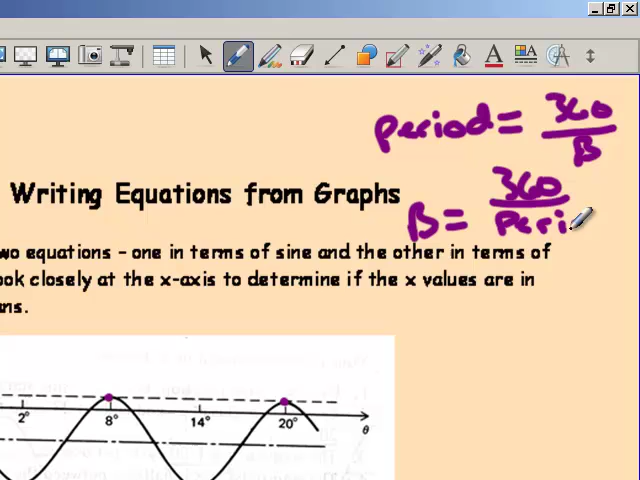 period = 360
B
Writing Equations from Graphs
B = 360
Peri
wo equations - one in terms of sine and the other in terms of
ook closely at the x-axis to determine if the x values are in
ns.
2° 8° 14° 20° θ